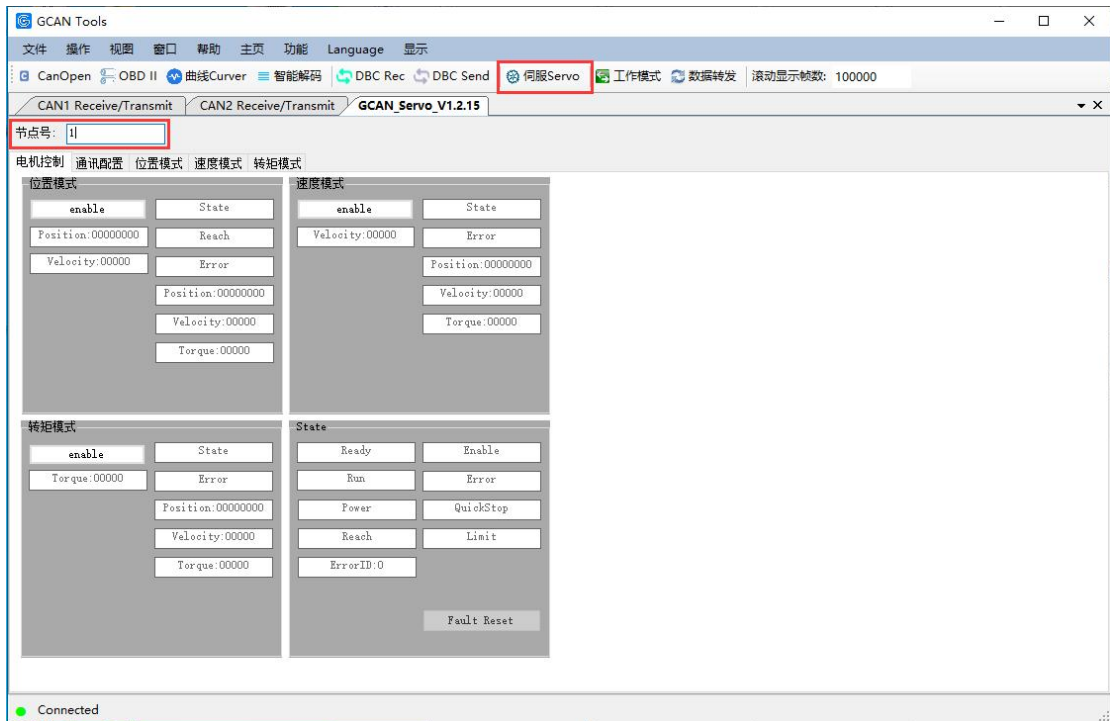 GCAN Tools
文件 操作 视图 窗口 帮助 主页 功能 Language 显示
CanOpen OBD II 曲线Curver 智能解码 DBC Rec DBC Send 伺服Servo 工作模式 数据转发 滚动显示帧数: 100000
CAN1 Receive/Transmit CAN2 Receive/Transmit GCAN_Servo_V1.2.15
节点号: 1
电机控制 通讯配置 位置模式 速度模式 转矩模式
位置模式
enable State
Position:00000000 Reach
Velocity:00000 Error
Position:00000000
Velocity:00000
Torque:00000
速度模式
enable State
Velocity:00000 Error
Position:00000000
Velocity:00000
Torque:00000
转矩模式
enable State
Torque:00000 Error
Position:00000000
Velocity:00000
Torque:00000
State
Ready Enable
Run Error
Power QuickStop
Reach Limit
ErrorID:0
Fault Reset
Connected